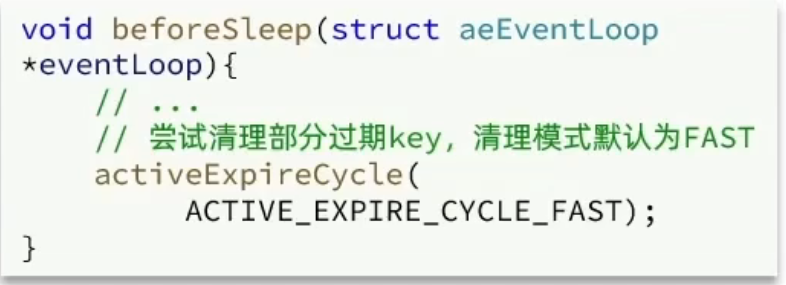 void beforeSleep(struct aeEventLoop
*eventLoop){
    // ...
    // 尝试清理部分过期key，清理模式默认为FAST
    activeExpireCycle(
          ACTIVE_EXPIRE_CYCLE_FAST);
}